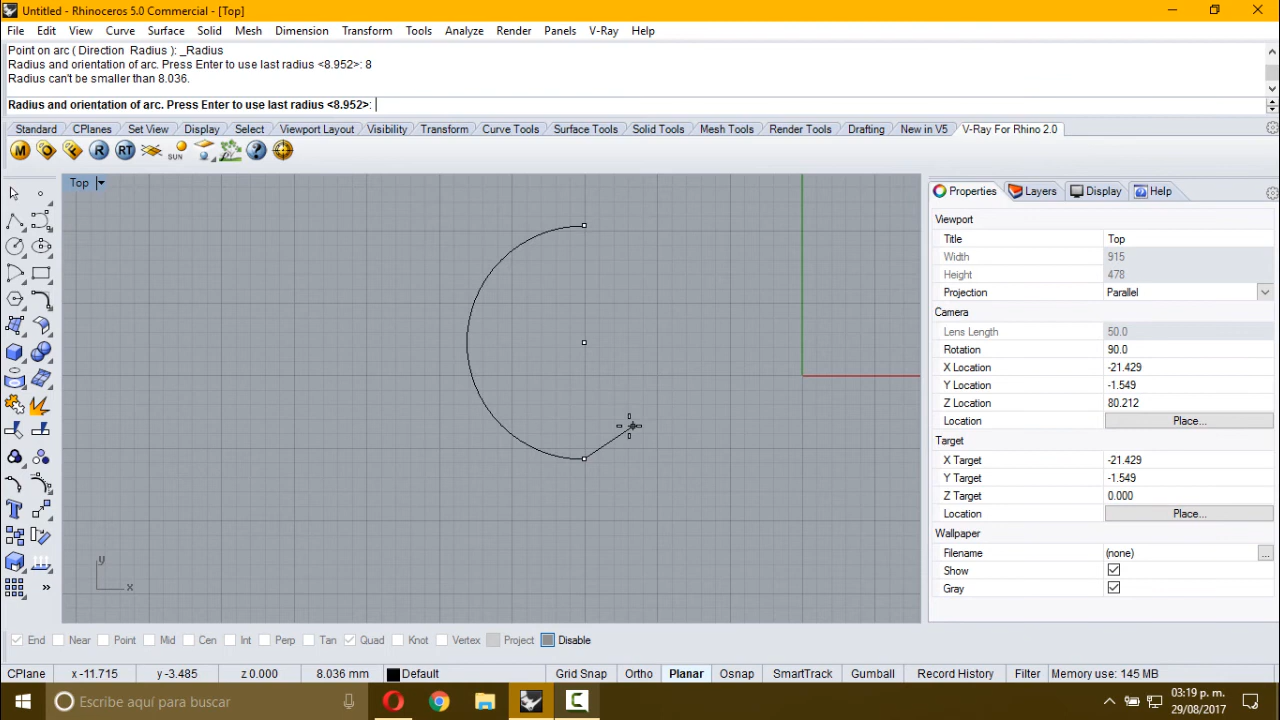 Untitled - Rhinoceros 5.0 Commercial - [Top]
File Edit View Curve Surface Solid Mesh Dimension Transform Tools Analyze Render Panels V-Ray Help
Point on arc ( Direction Radius ): _Radius
Radius and orientation of arc. Press Enter to use last radius <8.952>: 8
Radius can't be smaller than 8.036.
Radius and orientation of arc. Press Enter to use last radius <8.952>:
Standard CPlanes Set View Display Select Viewport Layout Visibility Transform Curve Tools Surface Tools Solid Tools Mesh Tools Render Tools Drafting New in V5 V-Ray For Rhino 2.0
M R RT SUN ?
Top
Properties Layers Display Help
Viewport
Title Top
Width 915
Height 478
Projection Parallel
Camera
Lens Length 50.0
Rotation 90.0
X Location -21.429
Y Location -1.549
Z Location 80.212
Location Place...
Target
X Target -21.429
Y Target -1.549
Z Target 0.000
Location Place...
Wallpaper
Filename (none) ...
Show
Gray
y
x
End Near Point Mid Cen Int Perp Tan Quad Knot Vertex Project Disable
CPlane x -11.715 y -3.485 z 0.000 8.036 mm Default Grid Snap Ortho Planar Osnap SmartTrack Gumball Record History Filter Memory use: 145 MB
Escribe aquí para buscar
03:19 p. m.
29/08/2017